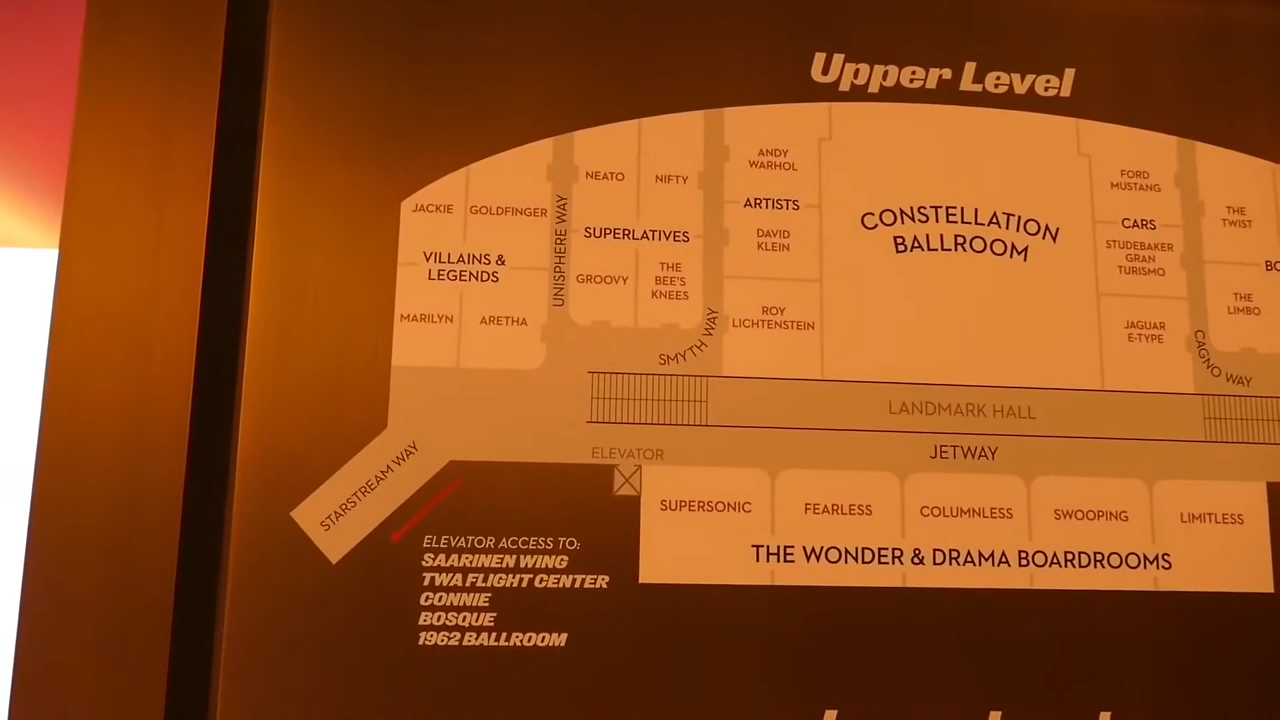 Upper Level
JACKIE
GOLDFINGER
VILLAINS &
LEGENDS
MARILYN
ARETHA
UNISPHERE WAY
NEATO
NIFTY
SUPERLATIVES
GROOVY
THE
BEE'S
KNEES
SMYTH WAY
ANDY
WARHOL
ARTISTS
DAVID
KLEIN
ROY
LICHTENSTEIN
CONSTELLATION
BALLROOM
FORD
MUSTANG
CARS
STUDEBAKER
GRAN
TURISMO
JAGUAR
E-TYPE
CAGNO WAY
THE
TWIST
THE
LIMBO
LANDMARK HALL
JETWAY
ELEVATOR
STARSTREAM WAY
SUPERSONIC
FEARLESS
COLUMNLESS
SWOOPING
LIMITLESS
THE WONDER & DRAMA BOARDROOMS
ELEVATOR ACCESS TO:
SAARINEN WING
TWA FLIGHT CENTER
CONNIE
BOSQUE
1962 BALLROOM